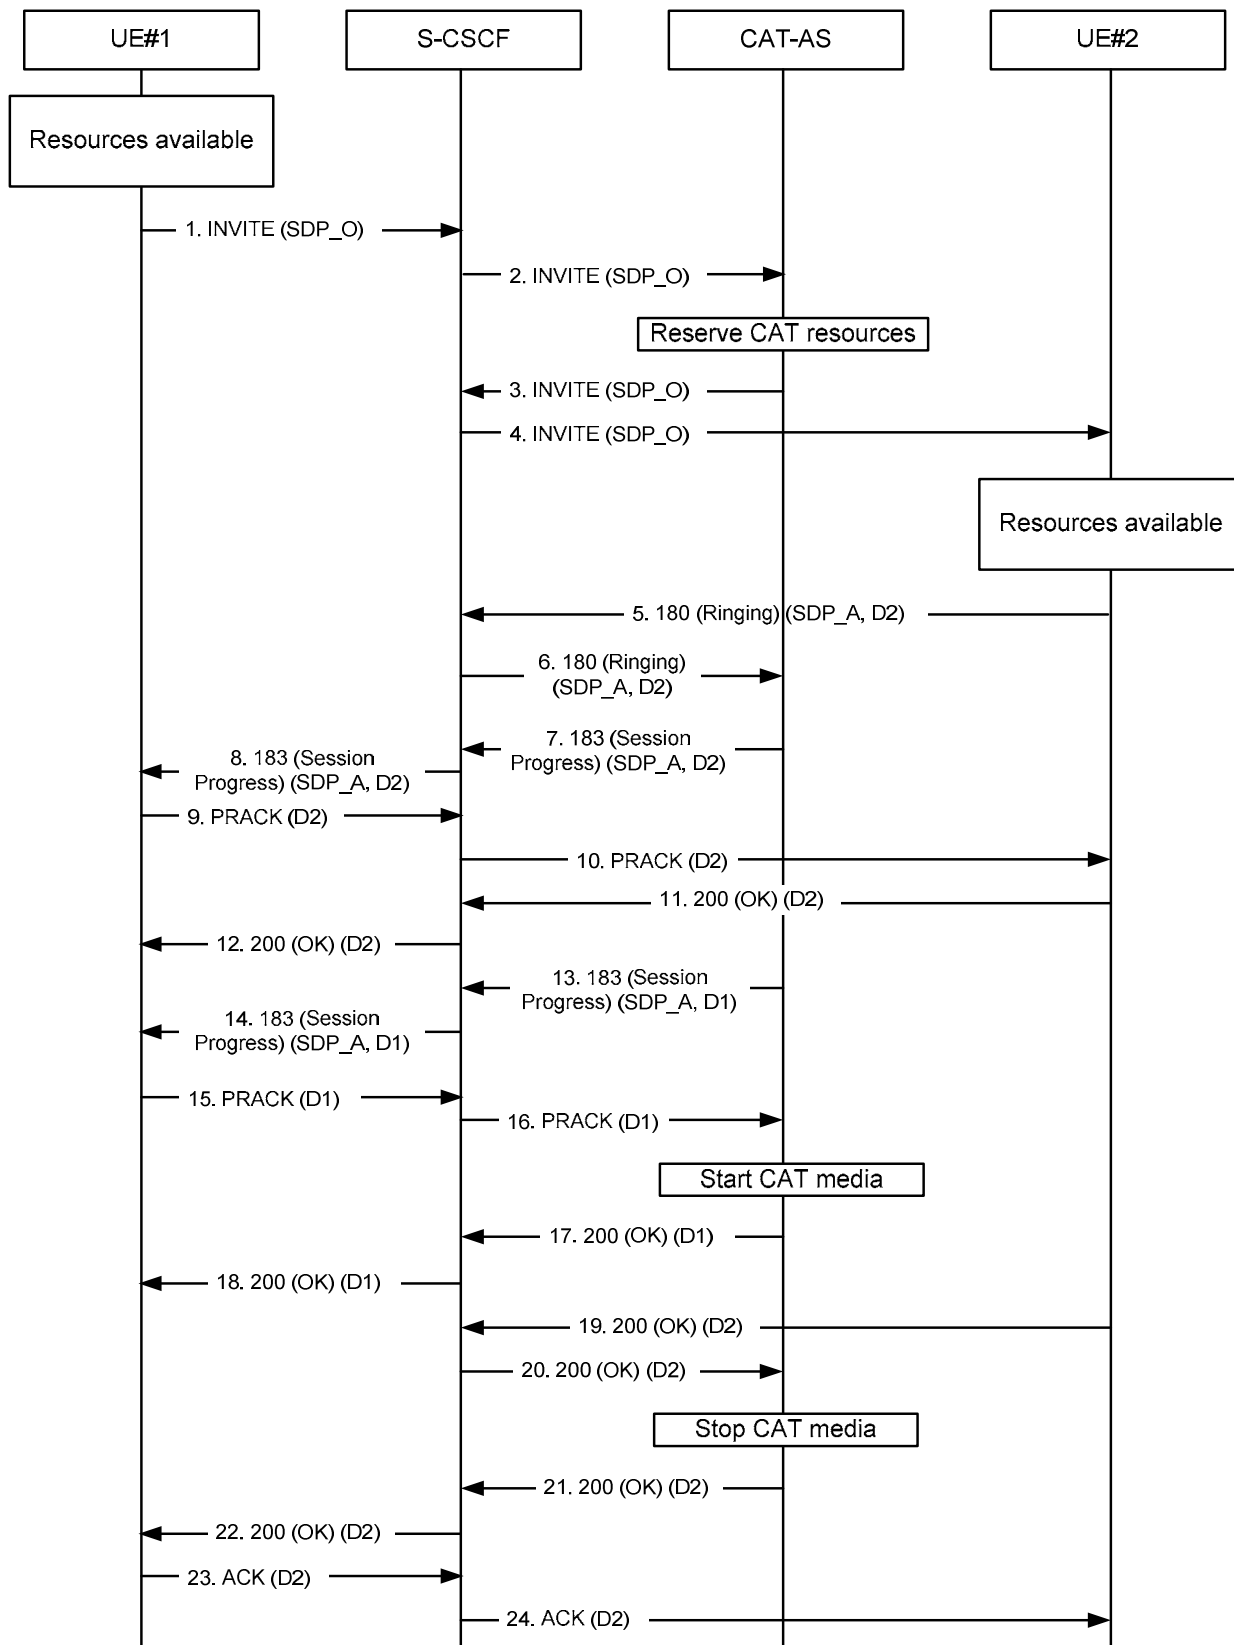 UE#1
S-CSCF
CAT-AS
UE#2
Resources available
1. INVITE (SDP_O)
2. INVITE (SDP_O)
Reserve CAT resources
3. INVITE (SDP_O)
4. INVITE (SDP_O)
Resources available
5. 180 (Ringing) (SDP_A, D2)
6. 180 (Ringing)
(SDP_A, D2)
7. 183 (Session
Progress) (SDP_A, D2)
8. 183 (Session
Progress) (SDP_A, D2)
9. PRACK (D2)
10. PRACK (D2)
11. 200 (OK) (D2)
12. 200 (OK) (D2)
13. 183 (Session
Progress) (SDP_A, D1)
14. 183 (Session
Progress) (SDP_A, D1)
15. PRACK (D1)
16. PRACK (D1)
Start CAT media
17. 200 (OK) (D1)
18. 200 (OK) (D1)
19. 200 (OK) (D2)
20. 200 (OK) (D2)
Stop CAT media
21. 200 (OK) (D2)
22. 200 (OK) (D2)
23. ACK (D2)
24. ACK (D2)